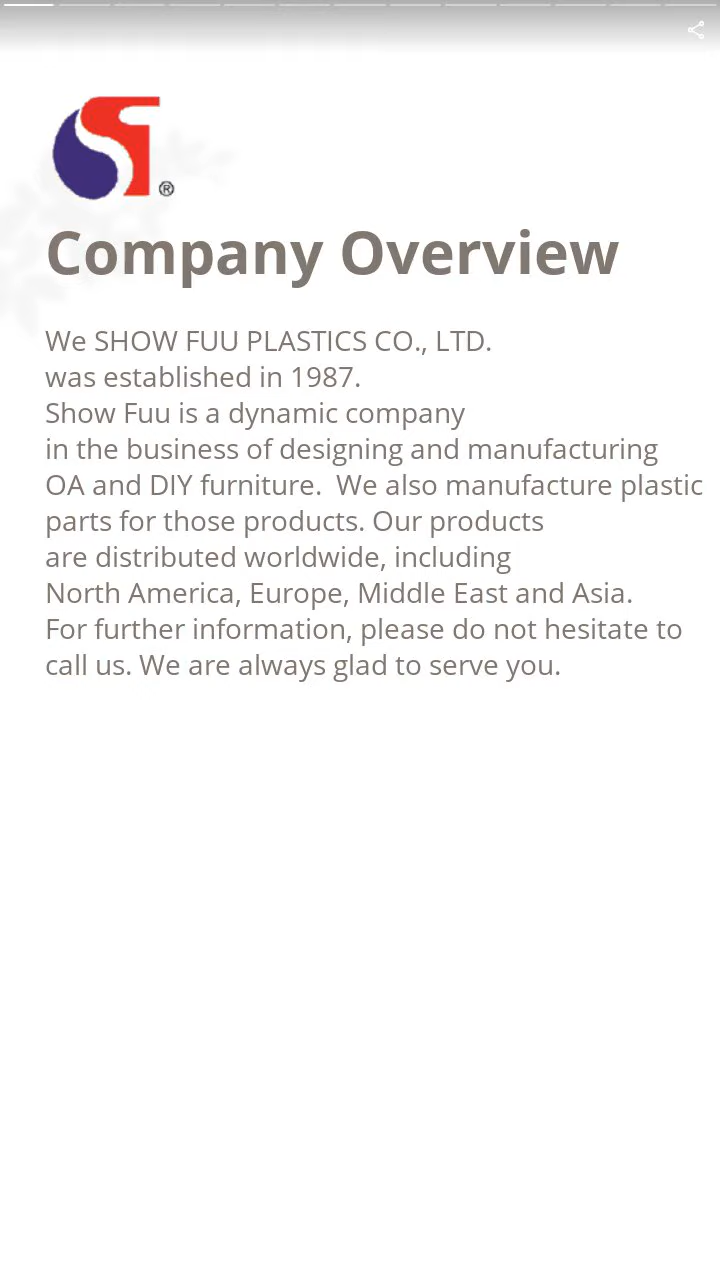 ®
Company Overview
We SHOW FUU PLASTICS CO., LTD.
was established in 1987.
Show Fuu is a dynamic company
in the business of designing and manufacturing
OA and DIY furniture.  We also manufacture plastic
parts for those products. Our products
are distributed worldwide, including
North America, Europe, Middle East and Asia.
For further information, please do not hesitate to
call us. We are always glad to serve you.